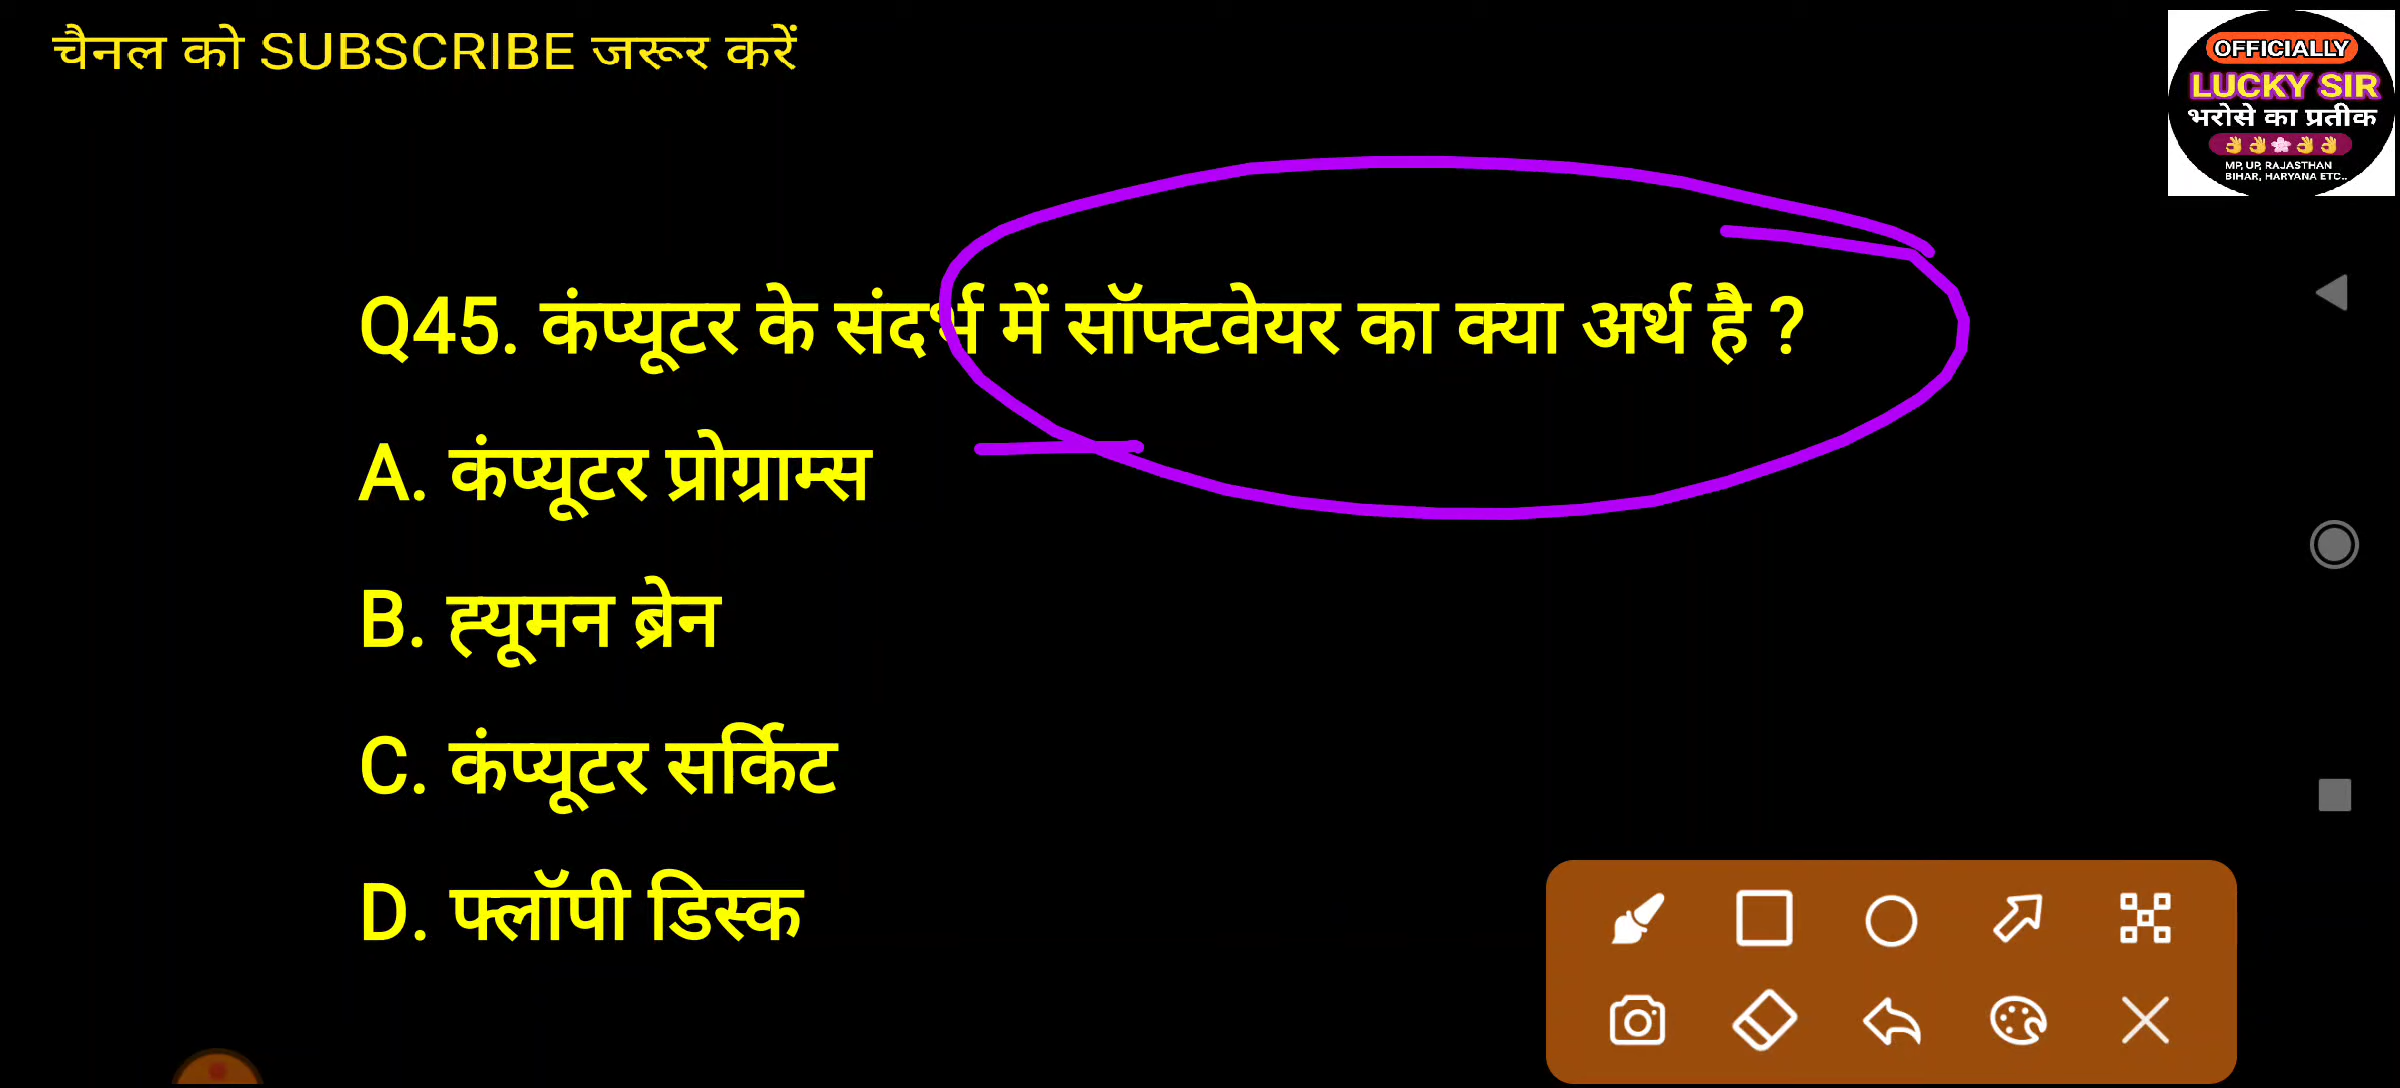 चैनल को SUBSCRIBE जरूर करें
OFFICIALLY
LUCKY SIR
भरोसे का प्रतीक
MP, UP, RAJASTHAN
BIHAR, HARYANA ETC..
Q45. कंप्यूटर के संदर्भ में सॉफ्टवेयर का क्या अर्थ है ?
A. कंप्यूटर प्रोग्राम्स
B. ह्यूमन ब्रेन
C. कंप्यूटर सर्किट
D. फ्लॉपी डिस्क